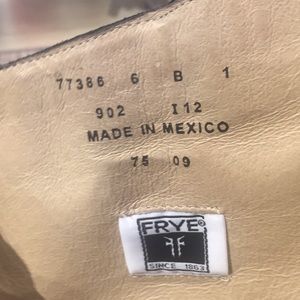 77386 6 B 1
902 I12
MADE IN MEXICO
75 09
FRYE®
SINCE 1863